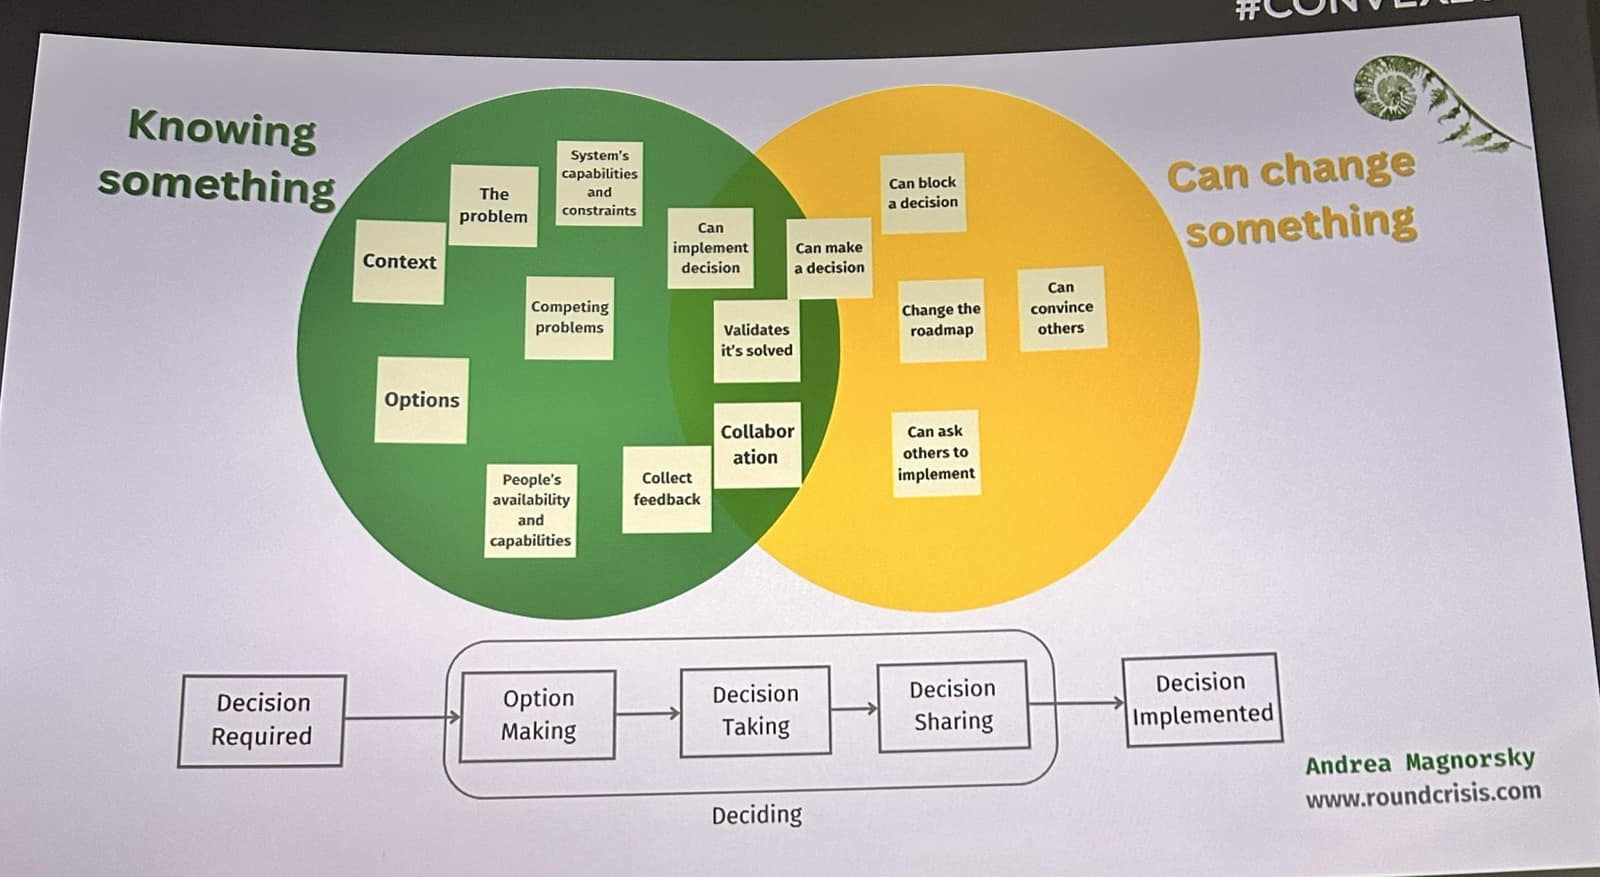 Knowing
something
Can change
something
System's
capabilities
and
constraints
The
problem
Context
Can
implement
decision
Can make
a decision
Can block
a decision
Competing
problems
Validates
it's solved
Change the
roadmap
Can
convince
others
Options
Collabor
ation
Can ask
others to
implement
People's
availability
and
capabilities
Collect
feedback
Decision
Required
Option
Making
Decision
Taking
Decision
Sharing
Decision
Implemented
Deciding
Andrea Magnorsky
www.roundcrisis.com